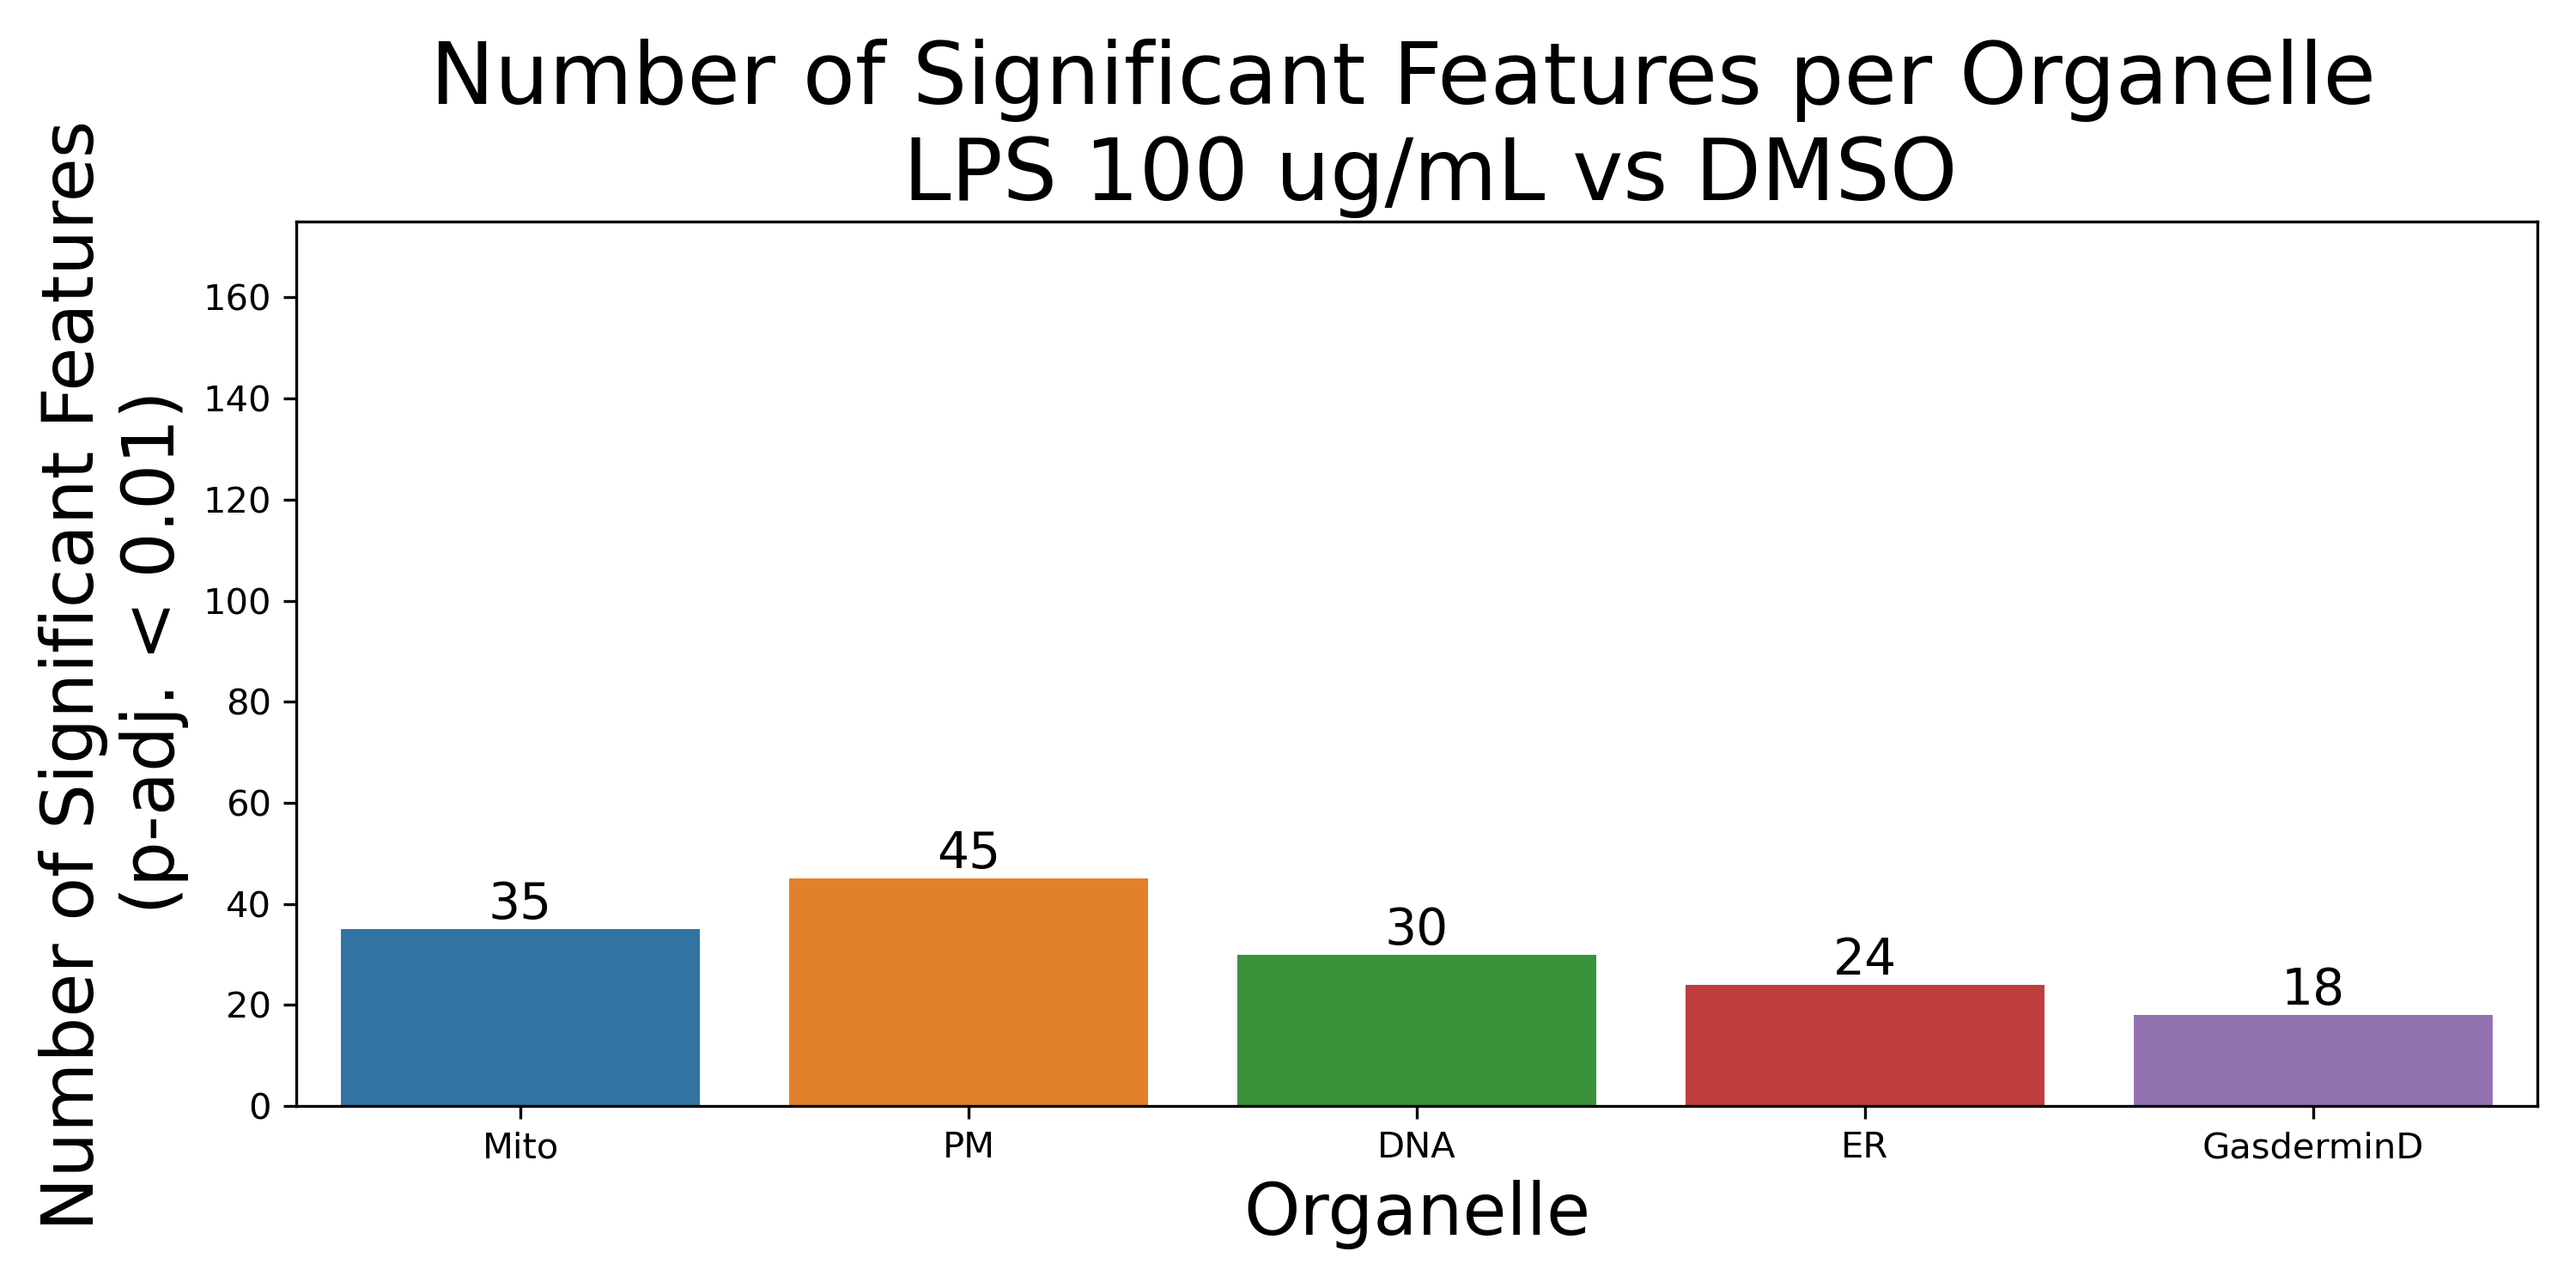 Number of Significant Features per Organelle
LPS 100 ug/mL vs DMSO
Number of Significant Features
(p-adj. < 0.01)
160
140
120
100
80
60
40
20
0
35
45
30
24
18
Mito
PM
DNA
ER
GasderminD
Organelle